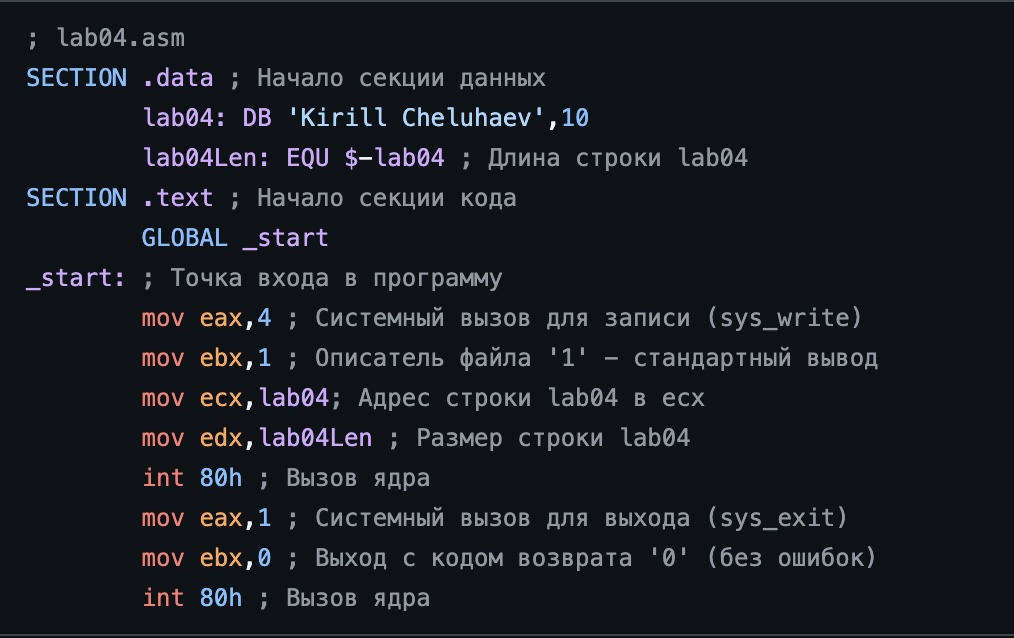 ; lab04.asm
SECTION .data ; Начало секции данных
lab04: DB 'Kirill Cheluhaev',10
lab04Len: EQU $-lab04 ; Длина строки lab04
SECTION .text ; Начало секции кода
GLOBAL _start
_start: ; Точка входа в программу
mov eax,4 ; Системный вызов для записи (sys_write)
mov ebx,1 ; Описатель файла '1' - стандартный вывод
mov ecx,lab04; Адрес строки lab04 в ecx
mov edx,lab04Len ; Размер строки lab04
int 80h ; Вызов ядра
mov eax,1 ; Системный вызов для выхода (sys_exit)
mov ebx,0 ; Выход с кодом возврата '0' (без ошибок)
int 80h ; Вызов ядра